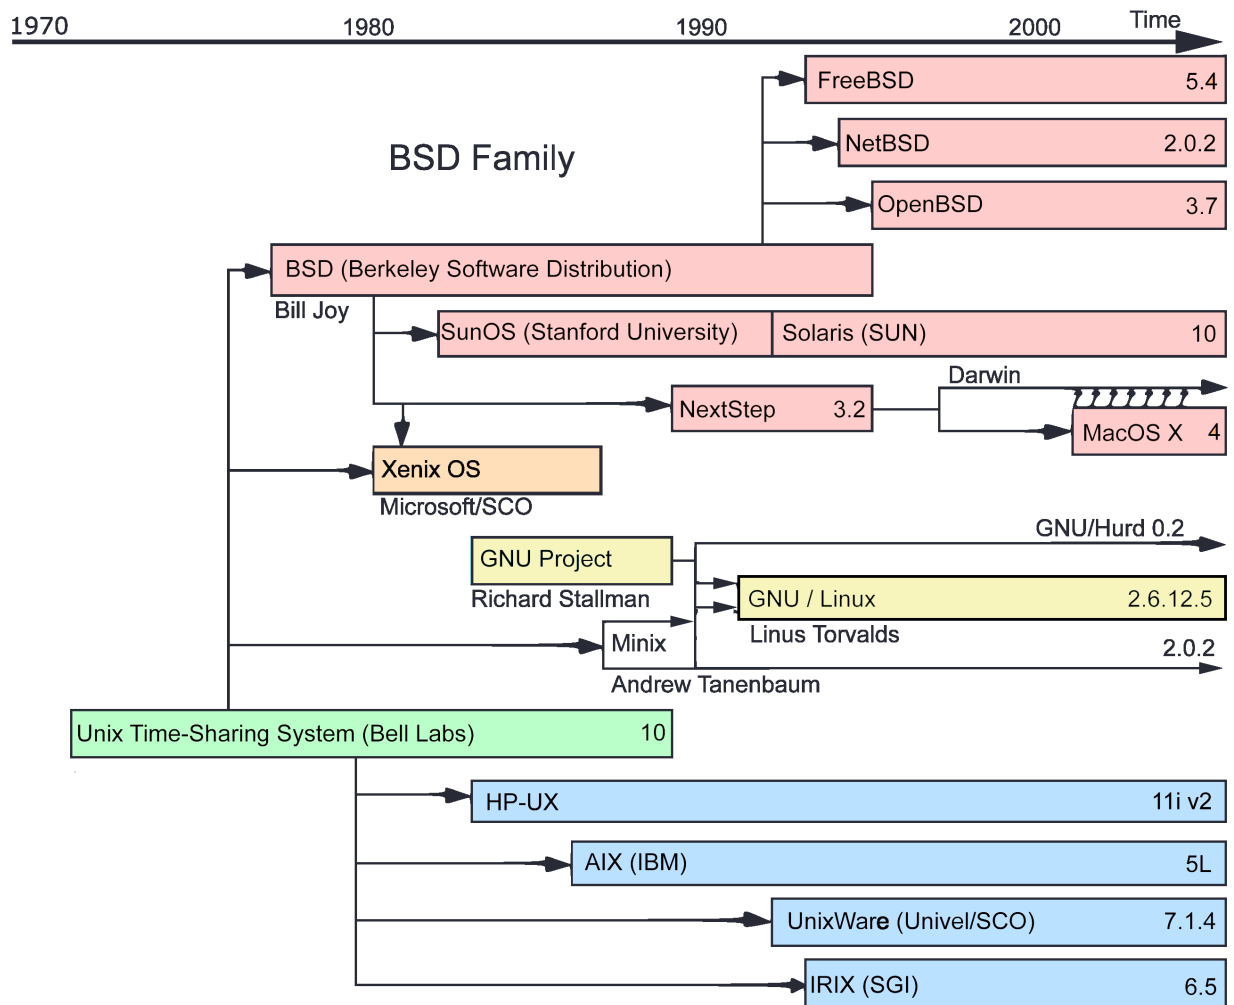 1970 1980 1990 2000 Time
FreeBSD 5.4
BSD Family
NetBSD 2.0.2
OpenBSD 3.7
BSD (Berkeley Software Distribution)
Bill Joy
SunOS (Stanford University) Solaris (SUN) 10
Darwin
NextStep 3.2
MacOS X 4
Xenix OS
Microsoft/SCO
GNU/Hurd 0.2
GNU Project
Richard Stallman
GNU / Linux 2.6.12.5
Linus Torvalds
Minix
2.0.2
Andrew Tanenbaum
Unix Time-Sharing System (Bell Labs) 10
HP-UX 11i v2
AIX (IBM) 5L
UnixWare (Univel/SCO) 7.1.4
IRIX (SGI) 6.5